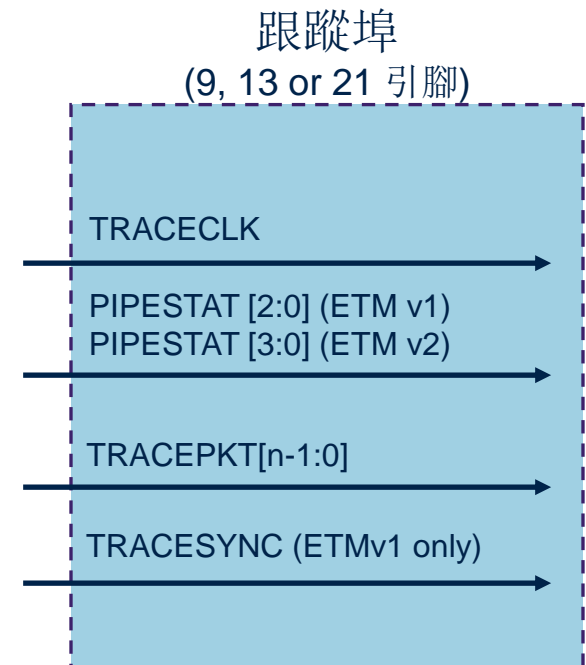 跟蹤埠
(9, 13 or 21 引腳)
TRACECLK
PIPESTAT [2:0] (ETM v1)
PIPESTAT [3:0] (ETM v2)
TRACEPKT[n-1:0]
TRACESYNC (ETMv1 only)